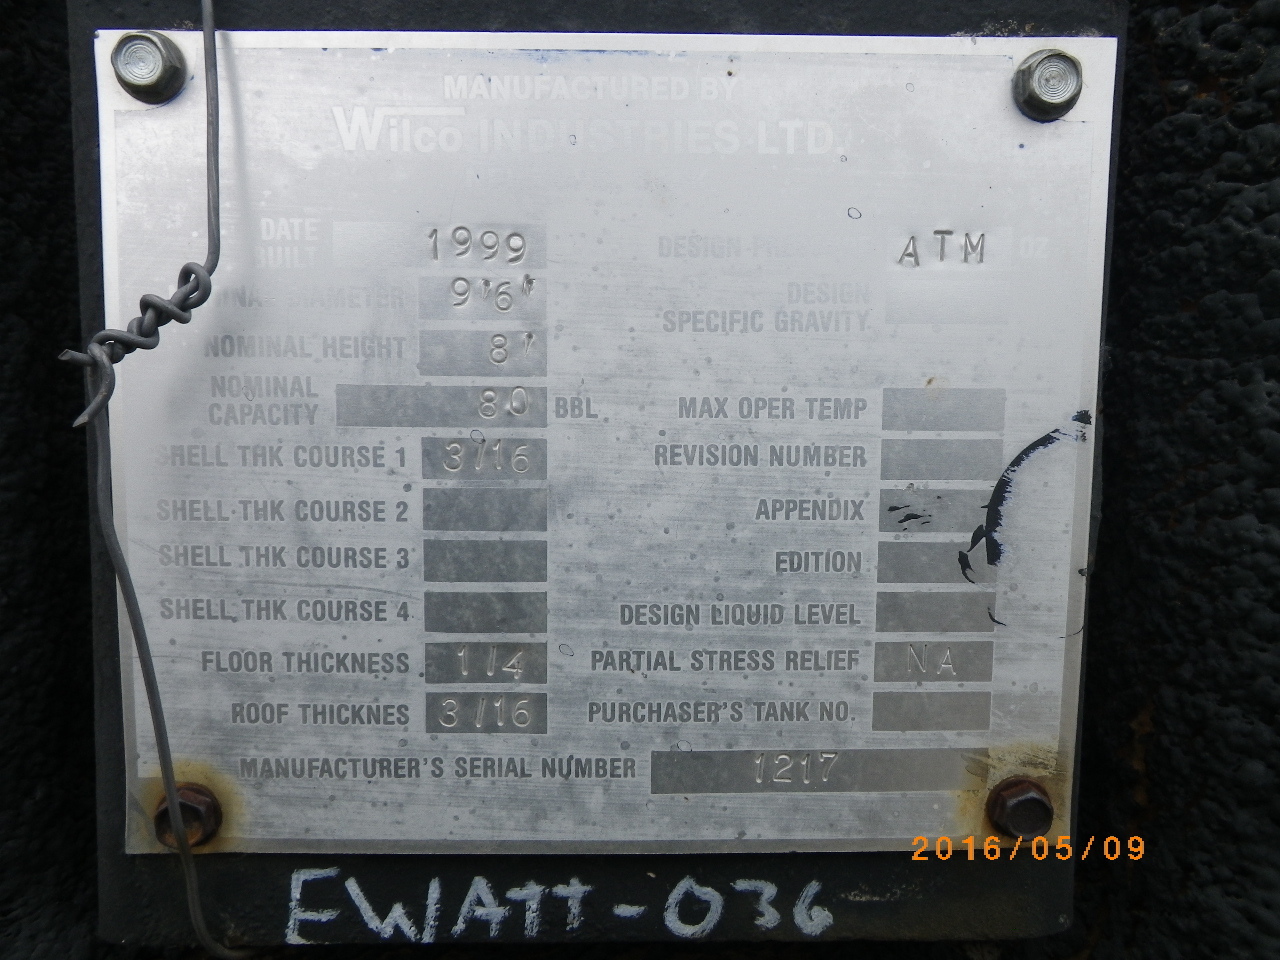 MANUFACTURED BY
Wilco INDUSTRIES LTD.
DATE BUILT 1999
DESIGN ATM oz
DIAMETER 9'6"
DESIGN SPECIFIC GRAVITY
NOMINAL HEIGHT 8'
NOMINAL CAPACITY 80 BBL
MAX OPER TEMP
SHELL THK COURSE 1 3/16
REVISION NUMBER
SHELL THK COURSE 2
APPENDIX
SHELL THK COURSE 3
EDITION
SHELL THK COURSE 4
DESIGN LIQUID LEVEL
FLOOR THICKNESS 1/4
PARTIAL STRESS RELIEF NA
ROOF THICKNES 3/16
PURCHASER'S TANK NO.
MANUFACTURER'S SERIAL NUMBER 1217
2016/05/09
EWATT-036